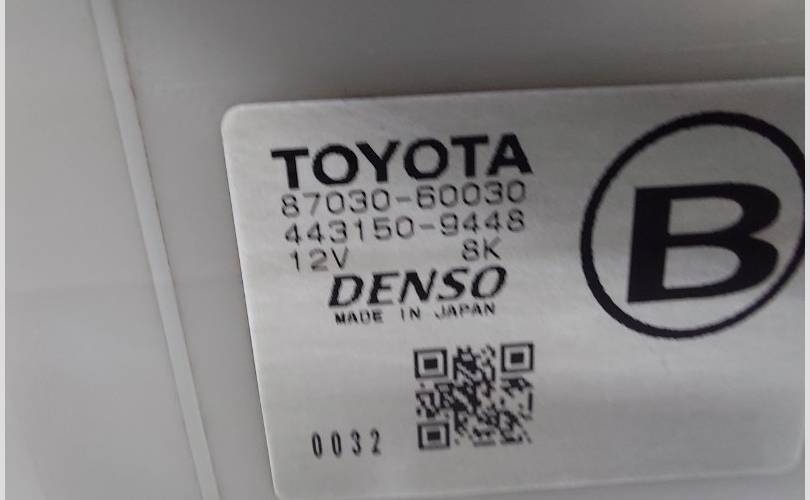 TOYOTA
87030-60030
443150-9448
12V 8K
DENSO
MADE IN JAPAN
B
0032